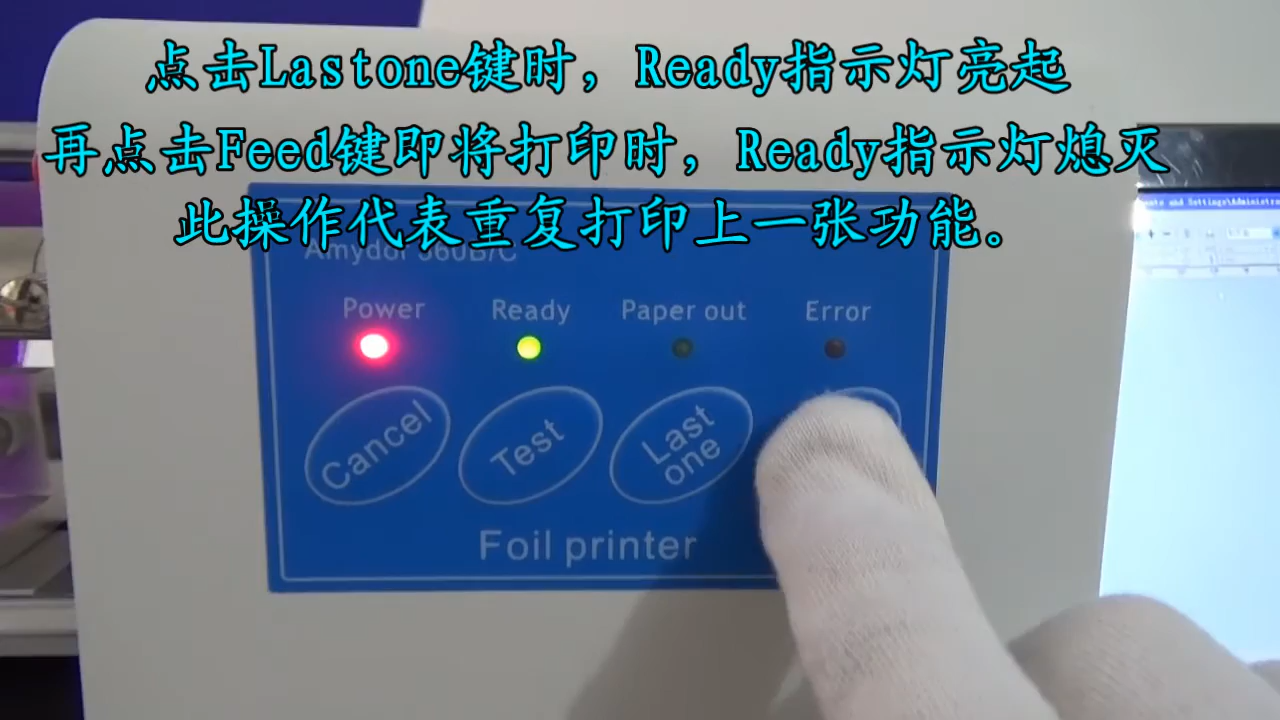 点击Lastone键时，Ready指示灯亮起
再点击Feed键即将打印时，Ready指示灯熄灭
此操作代表重复打印上一张功能。
Amydor 360B/C
Power Ready Paper out Error
Cancel Test Last one
Foil printer